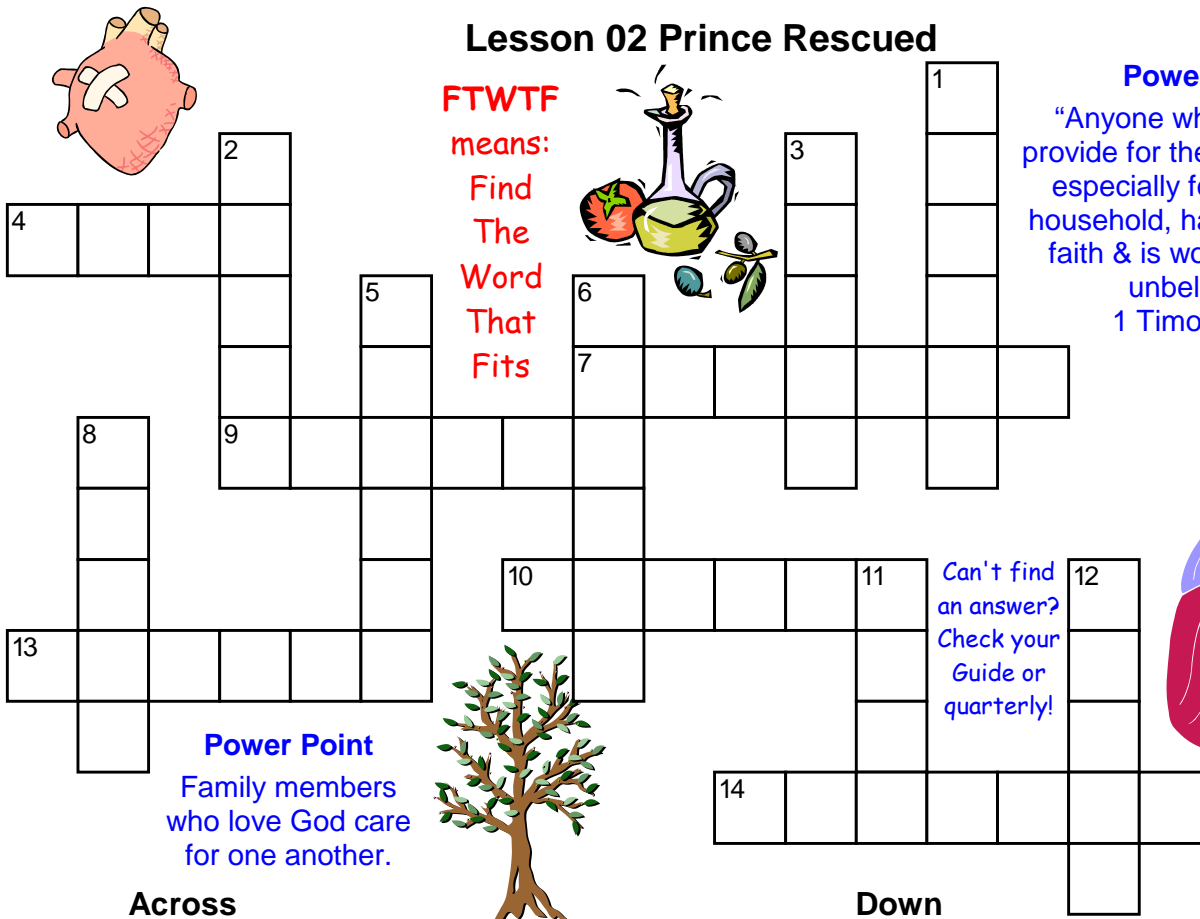 Lesson 02 Prince Rescued
FTWTF
means:
Find
The
Word
That
Fits
Powe
“Anyone wh
provide for the
especially fo
household, ha
faith & is wo
unbel
1 Timo
1
2
3
4
5
6
7
8
9
10
11
12
13
14
Can't find
an answer?
Check your
Guide or
quarterly!
Power Point
Family members
who love God care
for one another.
Across
Down